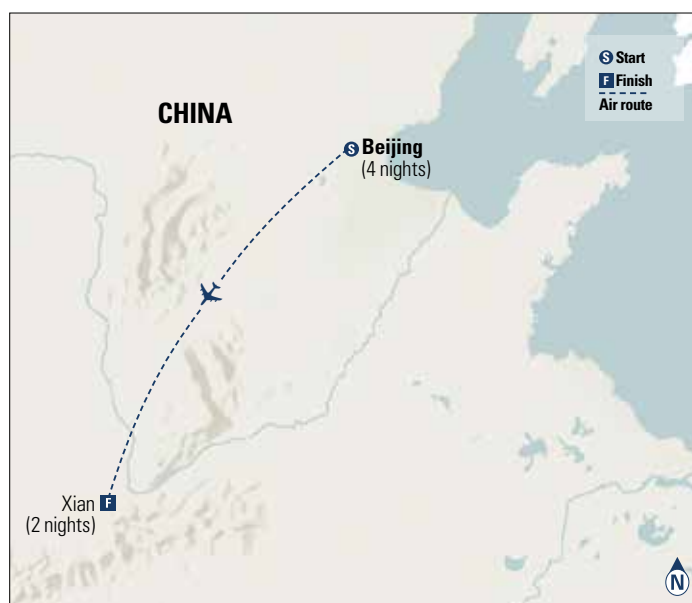 S Start
F Finish
Air route
CHINA
S Beijing
(4 nights)
Xian F
(2 nights)
N